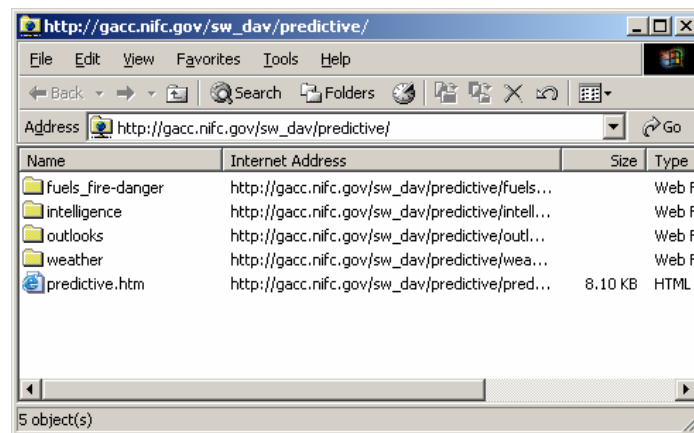 http://gacc.nifc.gov/sw_dav/predictive/
File Edit View Favorites Tools Help
Back Search Folders
Address http://gacc.nifc.gov/sw_dav/predictive/ Go
Name Internet Address Size Type
fuels_fire-danger http://gacc.nifc.gov/sw_dav/predictive/fuels... Web F
intelligence http://gacc.nifc.gov/sw_dav/predictive/intell... Web F
outlooks http://gacc.nifc.gov/sw_dav/predictive/outl... Web F
weather http://gacc.nifc.gov/sw_dav/predictive/wea... Web F
predictive.htm http://gacc.nifc.gov/sw_dav/predictive/pred... 8.10 KB HTML
5 object(s)